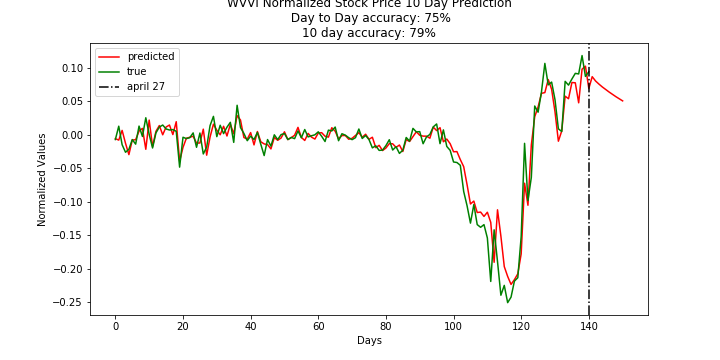 WVVI Normalized Stock Price 10 Day Prediction
Day to Day accuracy: 75%
10 day accuracy: 79%
predicted
true
april 27
Normalized Values
0.10
0.05
0.00
−0.05
−0.10
−0.15
−0.20
−0.25
0 20 40 60 80 100 120 140
Days